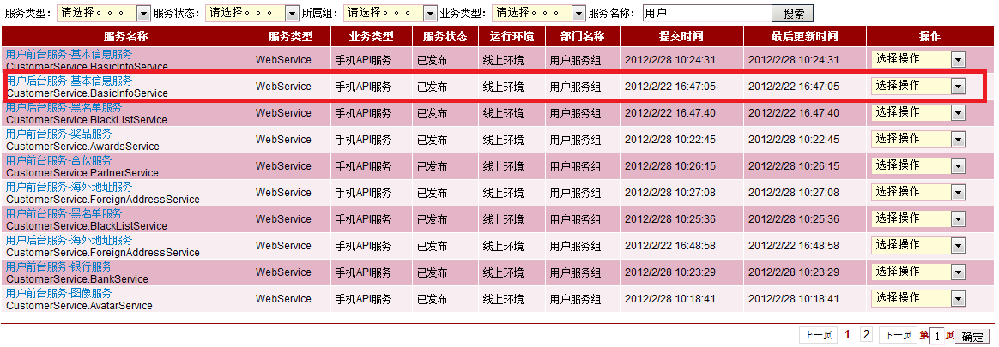 服务类型: 请选择。。。 服务状态: 请选择。。。 所属组: 请选择。。。 业务类型: 请选择。。。 服务名称: 用户 搜索
服务名称 服务类型 业务类型 服务状态 运行环境 部门名称 提交时间 最后更新时间 操作
用户前台服务-基本信息服务
CustomerService.BasicInfoService WebService 手机API服务 已发布 线上环境 用户服务组 2012/2/28 10:24:31 2012/2/28 10:24:31 选择操作
用户后台服务-基本信息服务
CustomerService.BasicInfoService WebService 手机API服务 已发布 线上环境 用户服务组 2012/2/22 16:47:05 2012/2/22 16:47:05 选择操作
用户后台服务-黑名单服务
CustomerService.BlackListService WebService 手机API服务 已发布 线上环境 用户服务组 2012/2/22 16:47:40 2012/2/22 16:47:40 选择操作
用户前台服务-奖品服务
CustomerService.AwardsService WebService 手机API服务 已发布 线上环境 用户服务组 2012/2/28 10:22:45 2012/2/28 10:22:45 选择操作
用户前台服务-合伙服务
CustomerService.PartnerService WebService 手机API服务 已发布 线上环境 用户服务组 2012/2/28 10:26:15 2012/2/28 10:26:15 选择操作
用户前台服务-海外地址服务
CustomerService.ForeignAddressService WebService 手机API服务 已发布 线上环境 用户服务组 2012/2/28 10:27:08 2012/2/28 10:27:08 选择操作
用户前台服务-黑名单服务
CustomerService.BlackListService WebService 手机API服务 已发布 线上环境 用户服务组 2012/2/28 10:25:36 2012/2/28 10:25:36 选择操作
用户后台服务-海外地址服务
CustomerService.ForeignAddressService WebService 手机API服务 已发布 线上环境 用户服务组 2012/2/22 16:48:58 2012/2/22 16:48:58 选择操作
用户前台服务-银行服务
CustomerService.BankService WebService 手机API服务 已发布 线上环境 用户服务组 2012/2/28 10:23:29 2012/2/28 10:23:29 选择操作
用户前台服务-图像服务
CustomerService.AvatarService WebService 手机API服务 已发布 线上环境 用户服务组 2012/2/28 10:18:41 2012/2/28 10:18:41 选择操作
上一页 1 2 下一页 第 1 页 确定